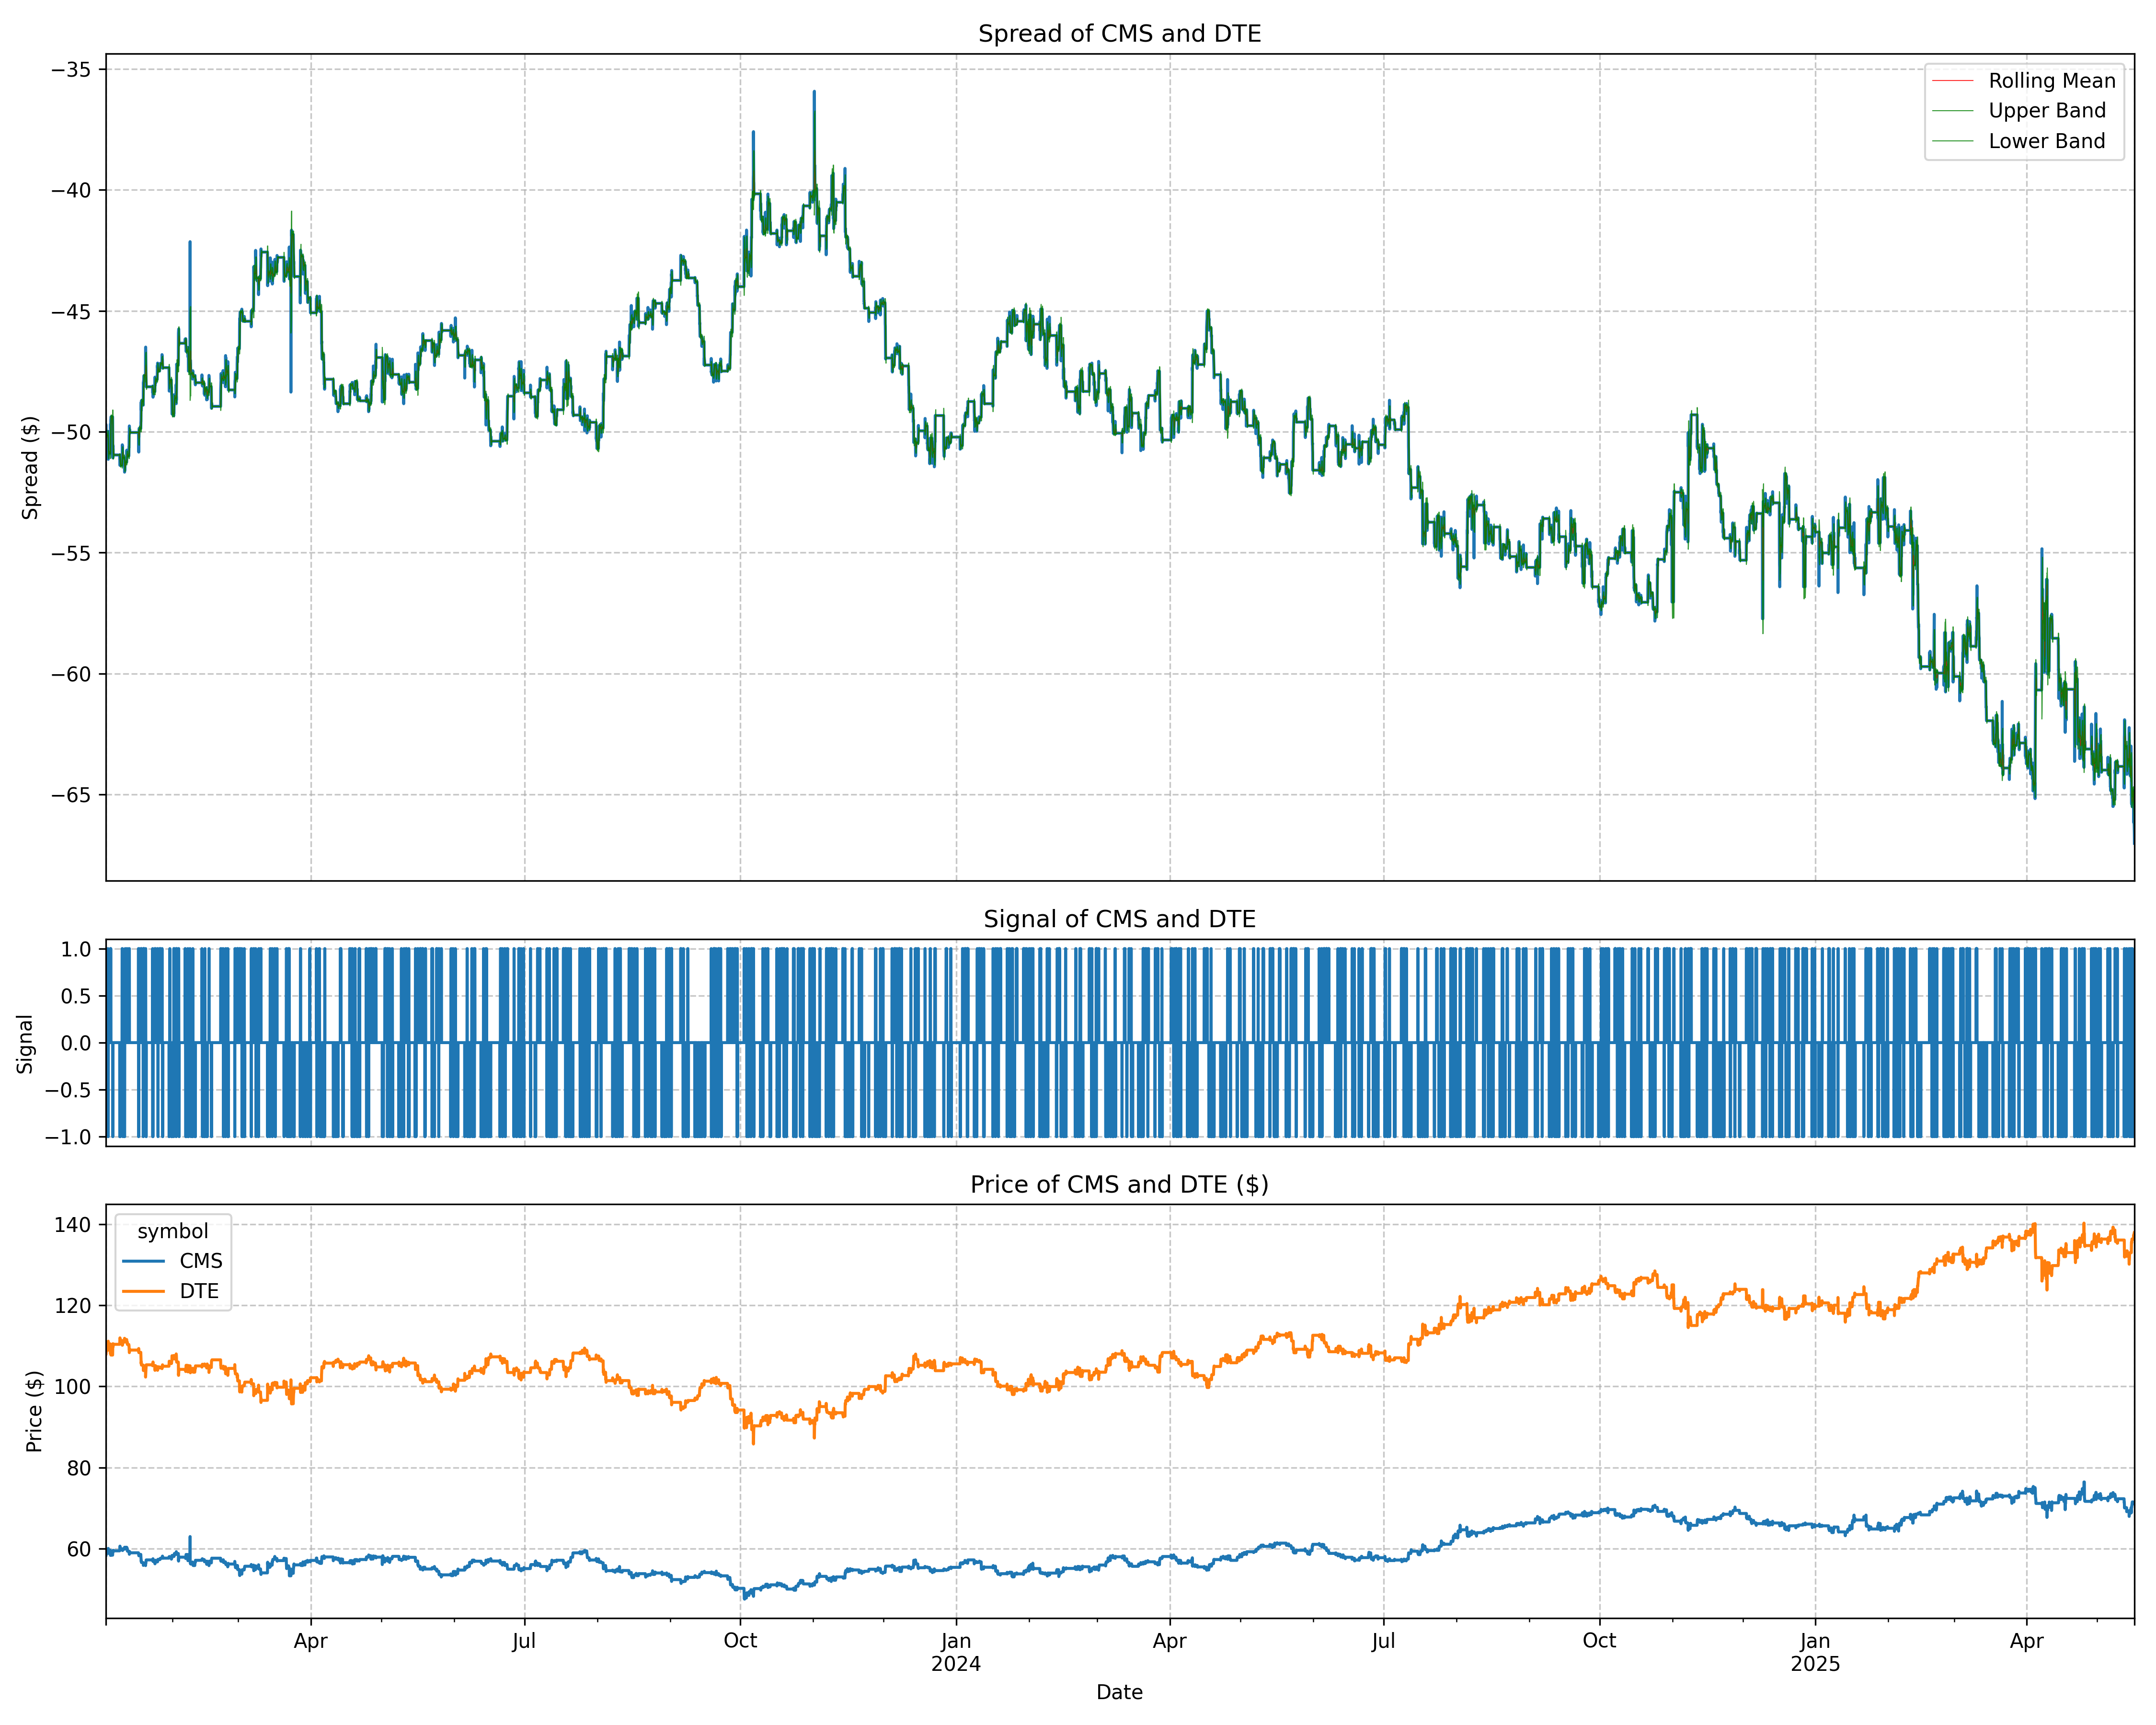 Spread of CMS and DTE
Rolling Mean
Upper Band
Lower Band
Spread ($)
−35
−40
−45
−50
−55
−60
−65
Signal of CMS and DTE
Signal
1.0
0.5
0.0
−0.5
−1.0
Price of CMS and DTE ($)
symbol
CMS
DTE
Price ($)
140
120
100
80
60
Apr Jul Oct Jan Apr Jul Oct Jan Apr
2024 2025
Date